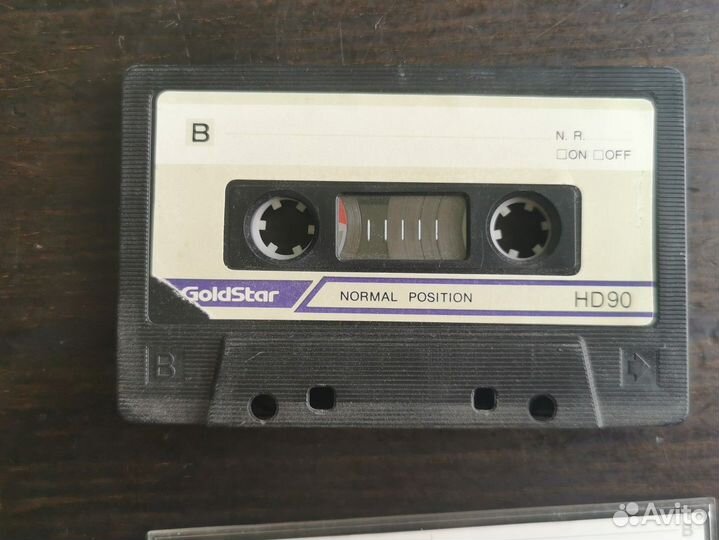 B
N. R.
□ON □OFF
GoldStar
NORMAL POSITION
HD90
B
Avito